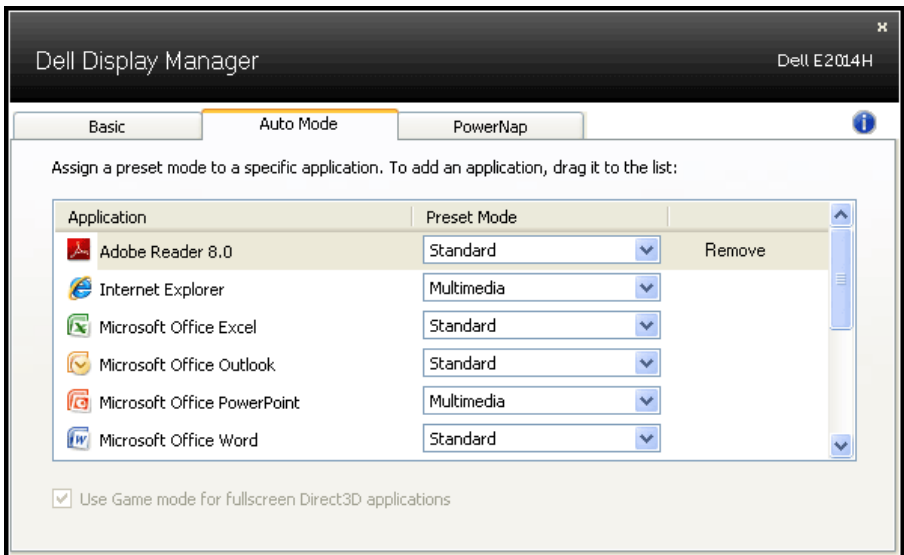 Dell Display Manager
Dell E2014H
Basic
Auto Mode
PowerNap
Assign a preset mode to a specific application. To add an application, drag it to the list:
Application Preset Mode
Adobe Reader 8.0 Standard Remove
Internet Explorer Multimedia
Microsoft Office Excel Standard
Microsoft Office Outlook Standard
Microsoft Office PowerPoint Multimedia
Microsoft Office Word Standard
Use Game mode for fullscreen Direct3D applications